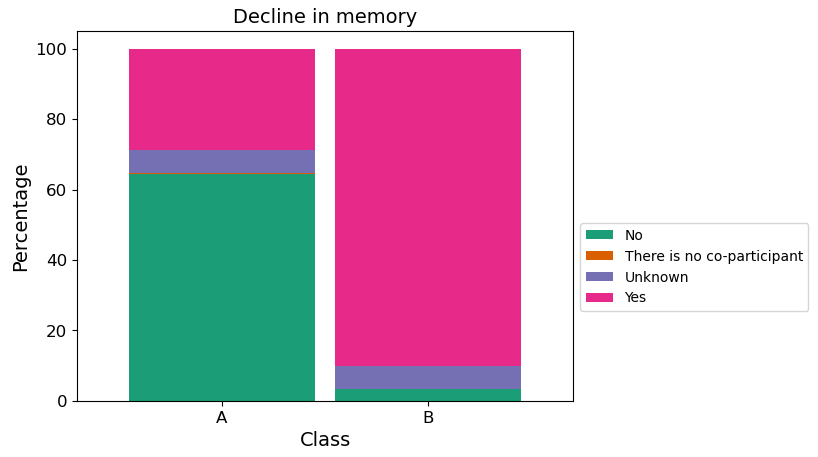 Decline in memory
Percentage
100
80
60
40
20
0
A
B
Class
No
There is no co-participant
Unknown
Yes